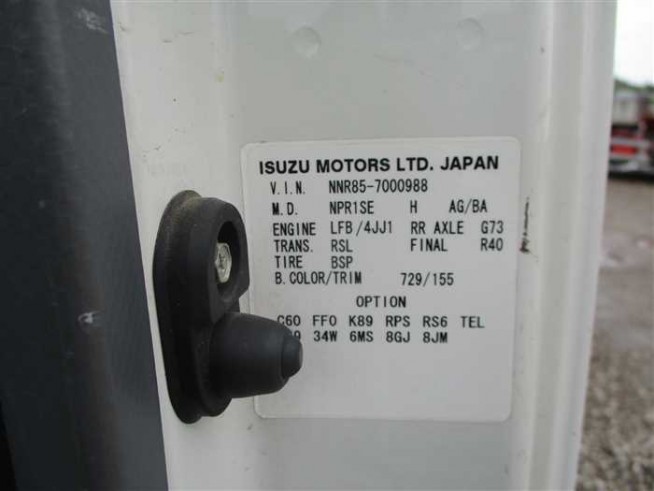 ISUZU MOTORS LTD. JAPAN
V.I.N. NNR85-7000988
M.D. NPR1SE H AG/BA
ENGINE LFB/4JJ1 RR AXLE G73
TRANS. RSL FINAL R40
TIRE BSP
B.COLOR/TRIM 729/155
OPTION
C60 FF0 K89 RPS RS6 TEL
34W 6MS 8GJ 8JM